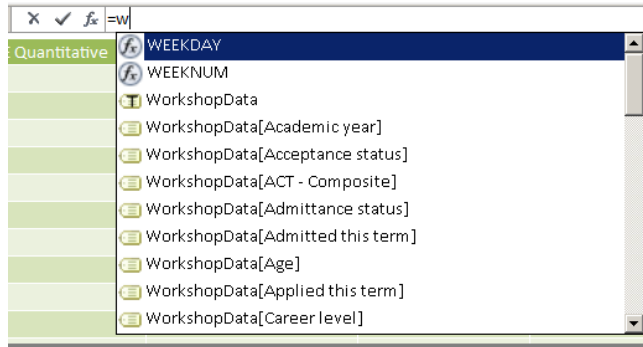 fx =w
Quantitative
WEEKDAY
WEEKNUM
WorkshopData
WorkshopData[Academic year]
WorkshopData[Acceptance status]
WorkshopData[ACT - Composite]
WorkshopData[Admittance status]
WorkshopData[Admitted this term]
WorkshopData[Age]
WorkshopData[Applied this term]
WorkshopData[Career level]